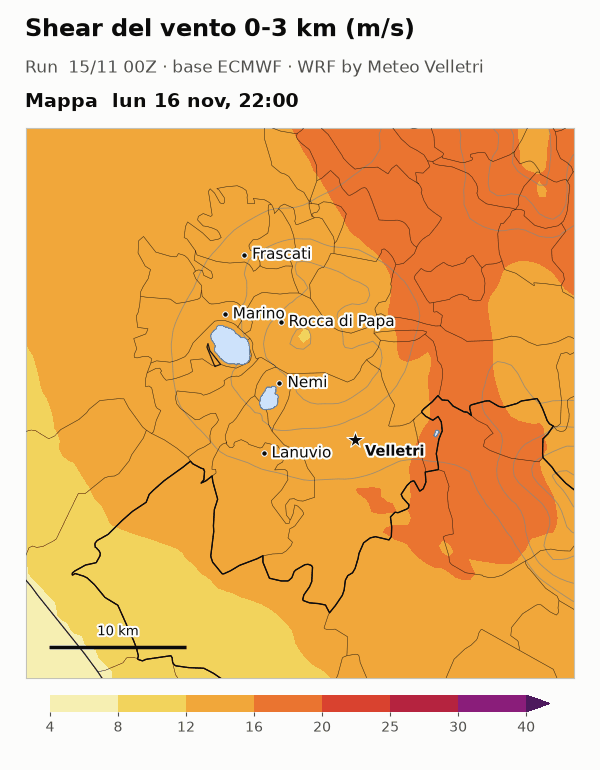 Shear del vento 0-3 km (m/s)
Run  15/11 00Z · base ECMWF · WRF by Meteo Velletri
Mappa  lun 16 nov, 22:00
Frascati
Marino
Rocca di Papa
Nemi
Velletri
Lanuvio
10 km
4 8 12 16 20 25 30 40